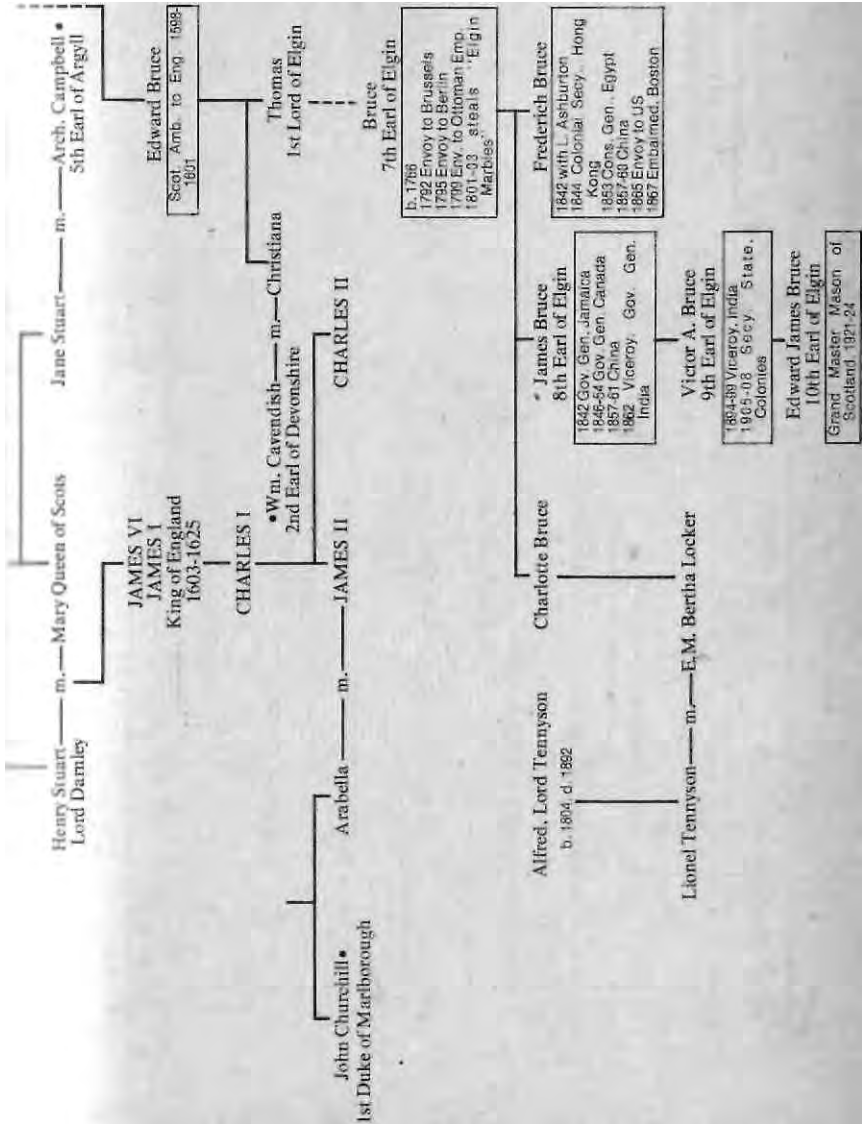 Henry Stuart — m. — Mary Queen of Scots
Lord Darnley
Jane Stuart — m. — Arch. Campbell •
5th Earl of Argyll
JAMES VI
JAMES I
King of England
1603-1625
Edward Bruce
Scot. Amb. to Eng. 1598-
1601
CHARLES I
•Wm. Cavendish — m. — Christiana
2nd Earl of Devonshire
Thomas
1st Lord of Elgin
John Churchill•
1st Duke of Marlborough
Arabella — m. — JAMES II
CHARLES II
Bruce
7th Earl of Elgin
b. 1766
1792 Envoy to Brussels
1795 Envoy to Berlin
1799 Env. to Ottoman Emp.
1801-03 steals "Elgin
Marbles"
Alfred, Lord Tennyson
b. 1804, d. 1892
Charlotte Bruce
James Bruce
8th Earl of Elgin
1842 Gov. Gen. Jamaica
1846-54 Gov. Gen. Canada
1857-61 China
1862 Viceroy, Gov. Gen.
India
Frederich Bruce
1842 with L. Ashburton
1844 Colonial Secy., Hong
Kong
1853 Cons. Gen., Egypt
1857-60 China
1865 Envoy to US
1867 Embalmed, Boston
Lionel Tennyson — m. — E.M. Bertha Locker
Victor A. Bruce
9th Earl of Elgin
1894-99 Viceroy, India
1905-08 Secy. State,
Colonies
Edward James Bruce
10th Earl of Elgin
Grand Master Mason of
Scotland, 1921-24